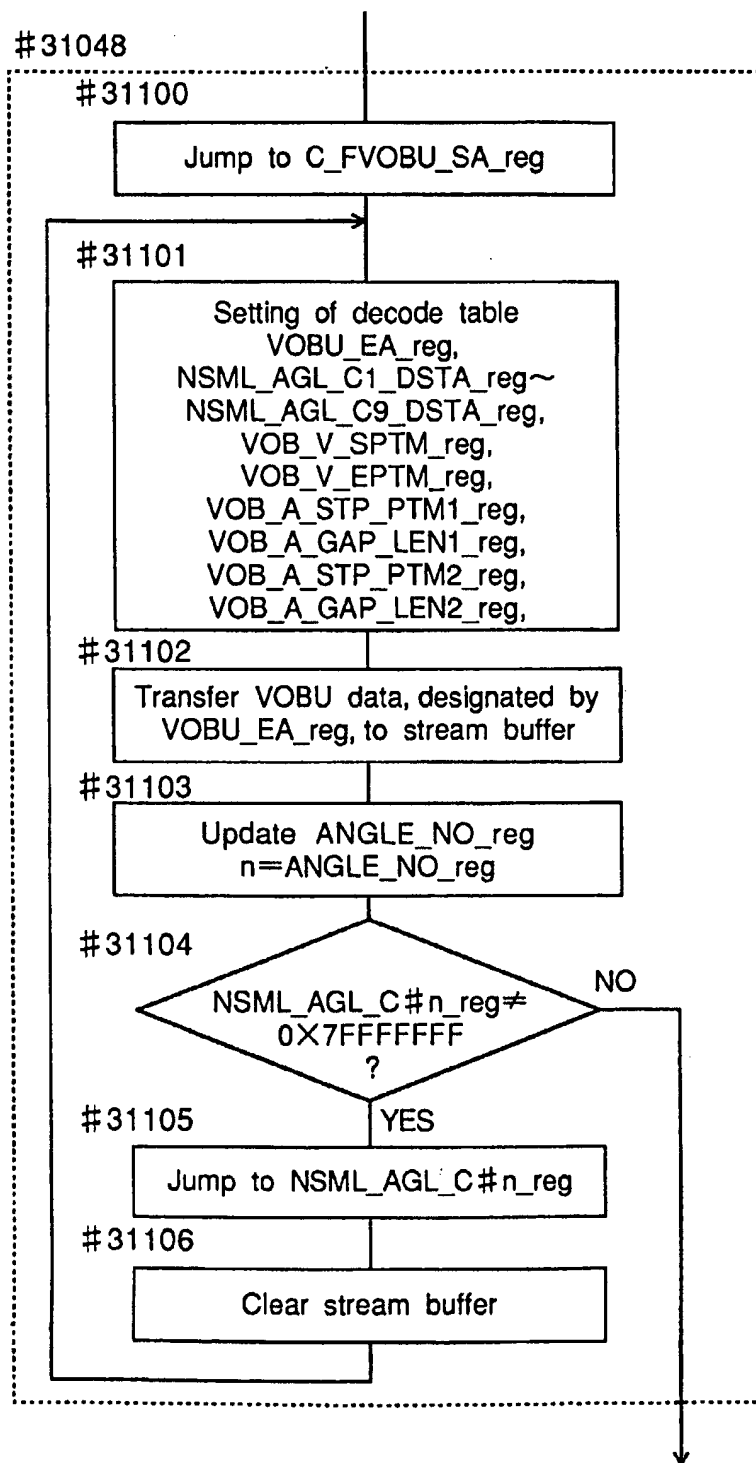 #31048
#31100
Jump to C_FVOBU_SA_reg
#31101
Setting of decode table
VOBU_EA_reg,
NSML_AGL_C1_DSTA_reg~
NSML_AGL_C9_DSTA_reg,
VOB_V_SPTM_reg,
VOB_V_EPTM_reg,
VOB_A_STP_PTM1_reg,
VOB_A_GAP_LEN1_reg,
VOB_A_STP_PTM2_reg,
VOB_A_GAP_LEN2_reg,
#31102
Transfer VOBU data, designated by
VOBU_EA_reg, to stream buffer
#31103
Update ANGLE_NO_reg
n=ANGLE_NO_reg
#31104
NSML_AGL_C#n_reg≠
0X7FFFFFFF
?
NO
YES
#31105
Jump to NSML_AGL_C#n_reg
#31106
Clear stream buffer